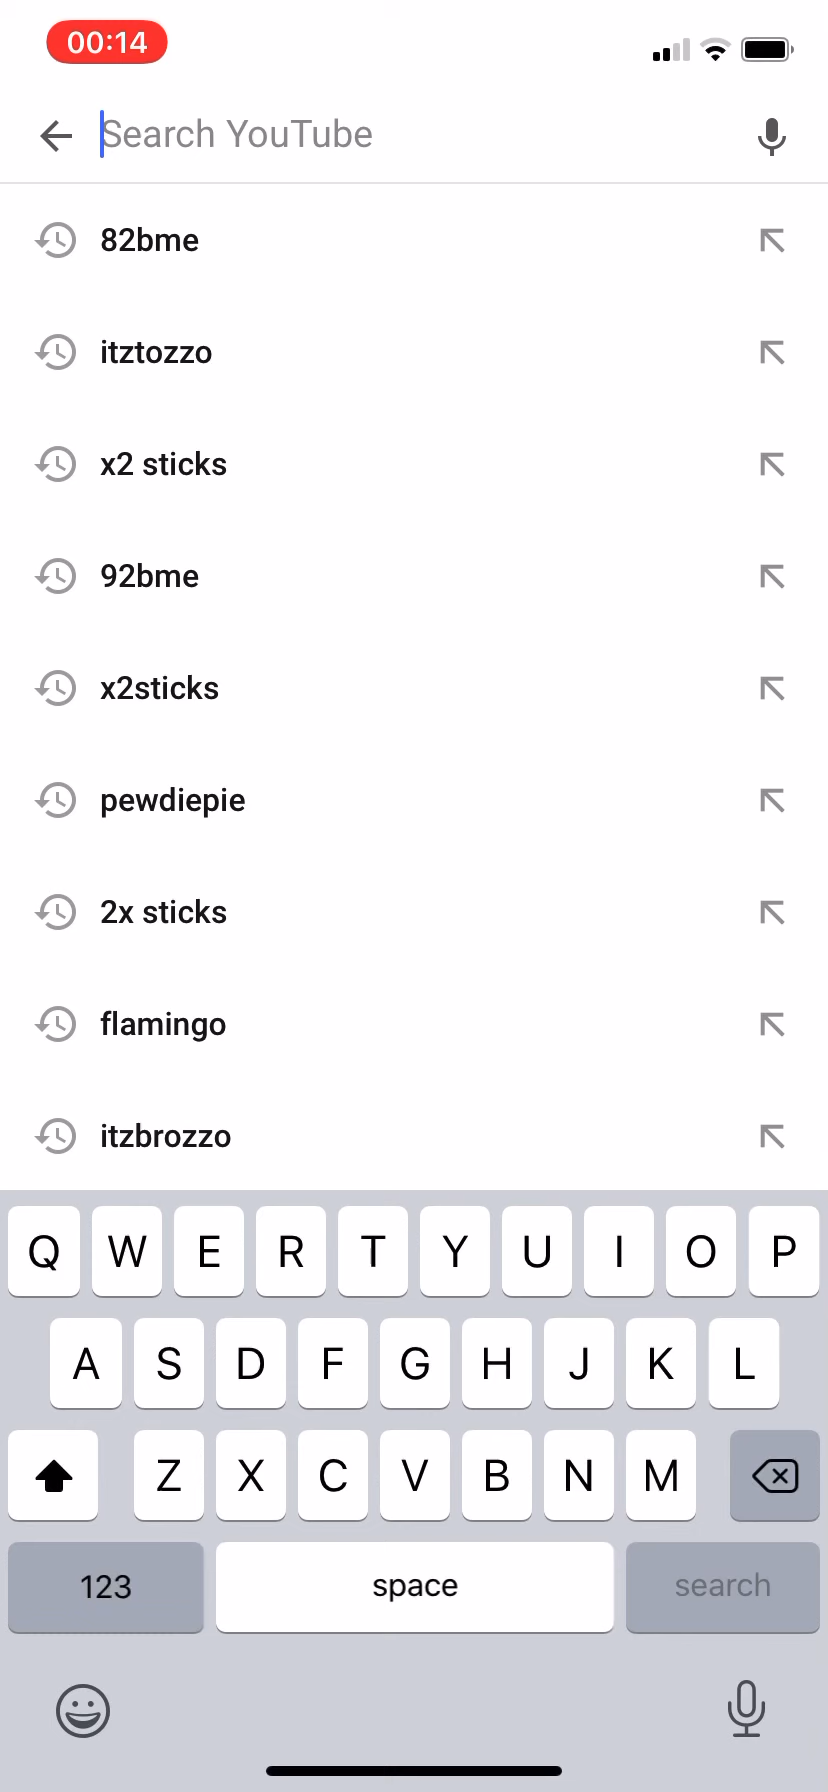 00:14
Search YouTube
82bme
itztozzo
x2 sticks
92bme
x2sticks
pewdiepie
2x sticks
flamingo
itzbrozzo
Q W E R T Y U I O P
A S D F G H J K L
Z X C V B N M
123 space search